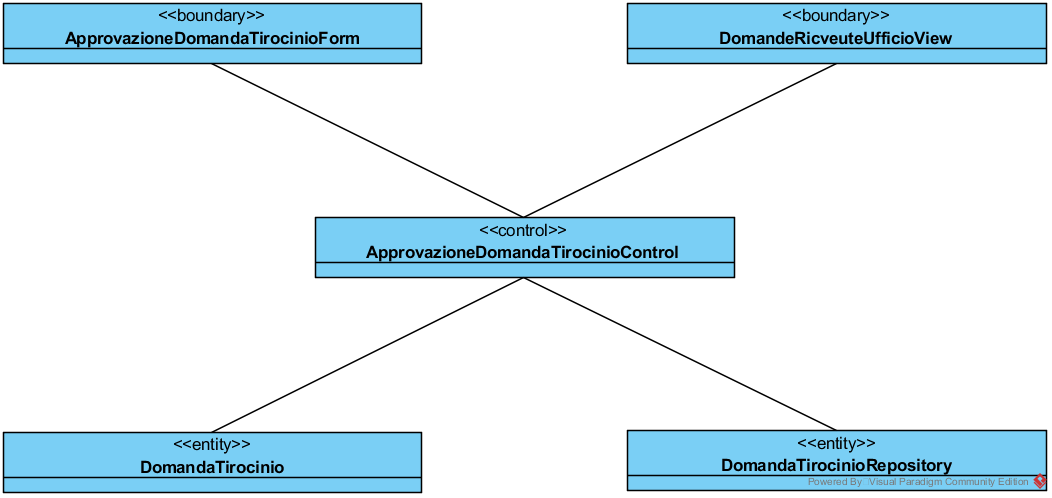 <<boundary>>
ApprovazioneDomandaTirocinioForm
<<boundary>>
DomandeRicveuteUfficioView
<<control>>
ApprovazioneDomandaTirocinioControl
<<entity>>
DomandaTirocinio
<<entity>>
DomandaTirocinioRepository
Powered By Visual Paradigm Community Edition